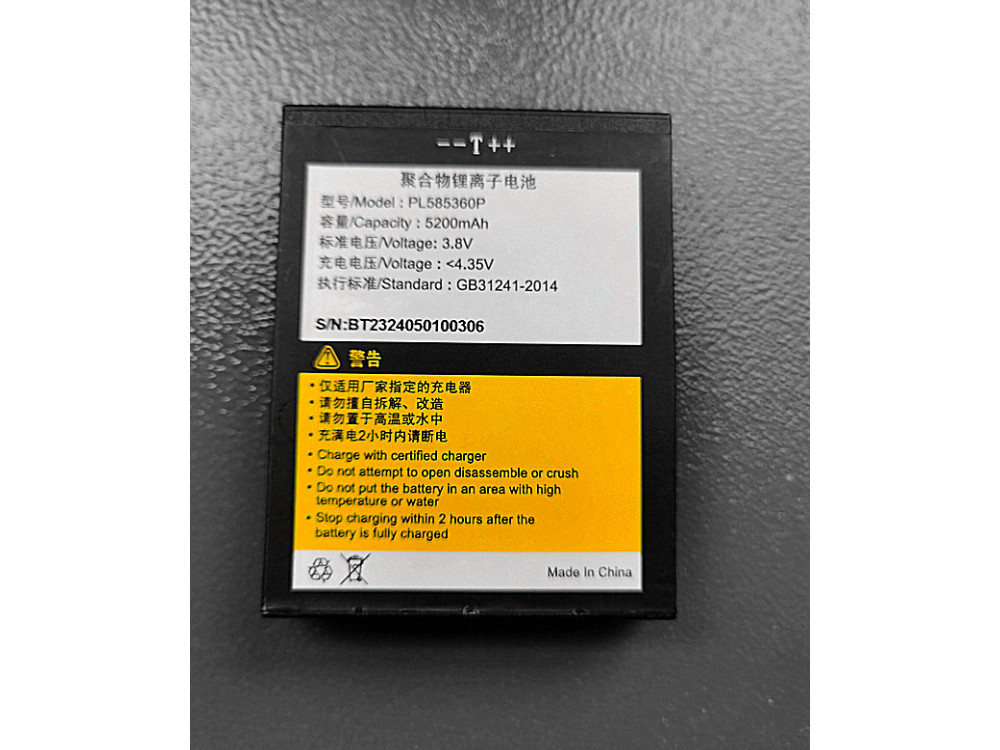 --T++
聚合物锂离子电池
型号/Model : PL585360P
容量/Capacity : 5200mAh
标准电压/Voltage: 3.8V
充电电压/Voltage : <4.35V
执行标准/Standard : GB31241-2014
S/N:BT2324050100306
警告
• 仅适用厂家指定的充电器
• 请勿擅自拆解、改造
• 请勿置于高温或水中
• 充满电2小时内请断电
• Charge with certified charger
• Do not attempt to open disassemble or crush
• Do not put the battery in an area with high
temperature or water
• Stop charging within 2 hours after the
battery is fully charged
Made In China